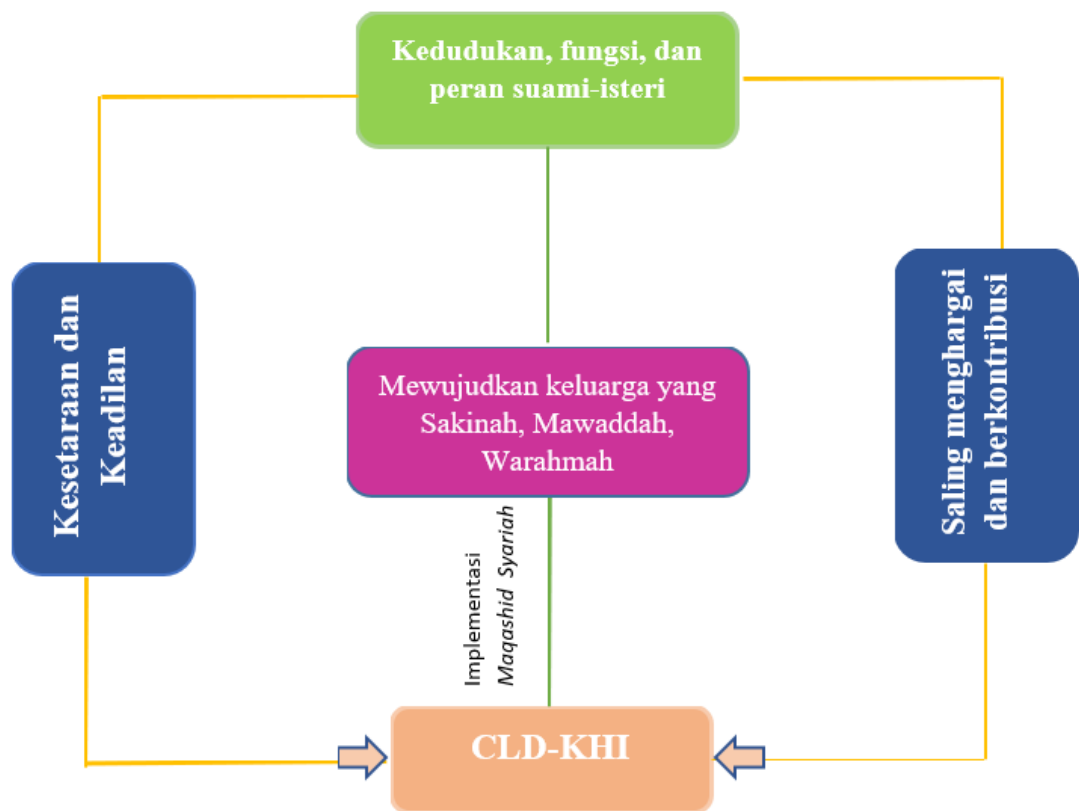 Kedudukan, fungsi, dan
peran suami-isteri
Kesetaraan dan
Keadilan
Mewujudkan keluarga yang
Sakinah, Mawaddah,
Warahmah
Saling menghargai
dan berkontribusi
Implementasi
Maqashid Syariah
CLD-KHI